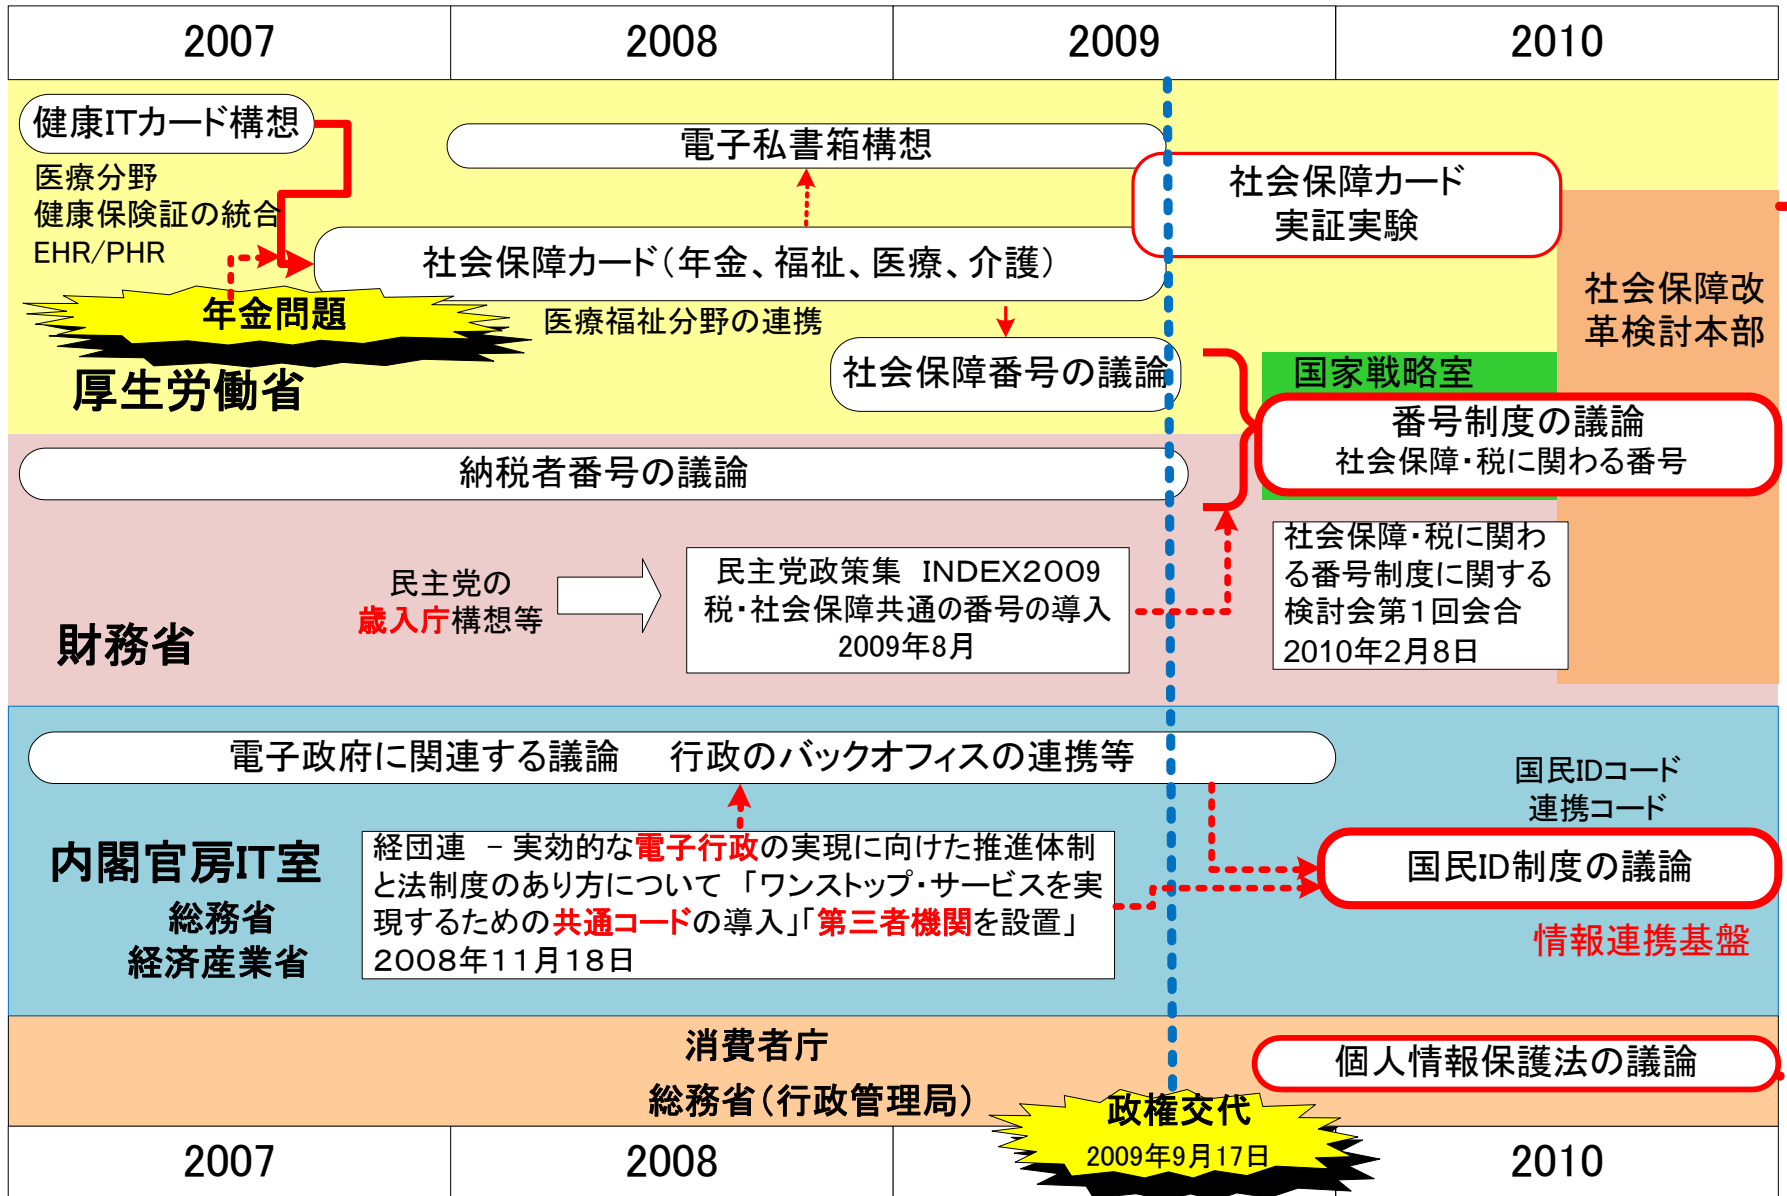 2007
2008
2009
2010
健康ITカード構想
医療分野
健康保険証の統合
EHR/PHR
年金問題
厚生労働省
電子私書箱構想
社会保障カード
実証実験
社会保障カード(年金、福祉、医療、介護)
医療福祉分野の連携
社会保障番号の議論
社会保障改
革検討本部
国家戦略室
番号制度の議論
社会保障・税に関わる番号
納税者番号の議論
民主党の
歳入庁構想等
民主党政策集 INDEX2009
税・社会保障共通の番号の導入
2009年8月
社会保障・税に関わ
る番号制度に関する
検討会第1回会合
2010年2月8日
財務省
電子政府に関連する議論 行政のバックオフィスの連携等
国民IDコード
連携コード
内閣官房IT室
総務省
経済産業省
経団連 －実効的な電子行政の実現に向けた推進体制
と法制度のあり方について 「ワンストップ・サービスを実
現するための共通コードの導入」「第三者機関を設置」
2008年11月18日
国民ID制度の議論
情報連携基盤
消費者庁
総務省(行政管理局)
個人情報保護法の議論
政権交代
2009年9月17日
2007
2008
2010